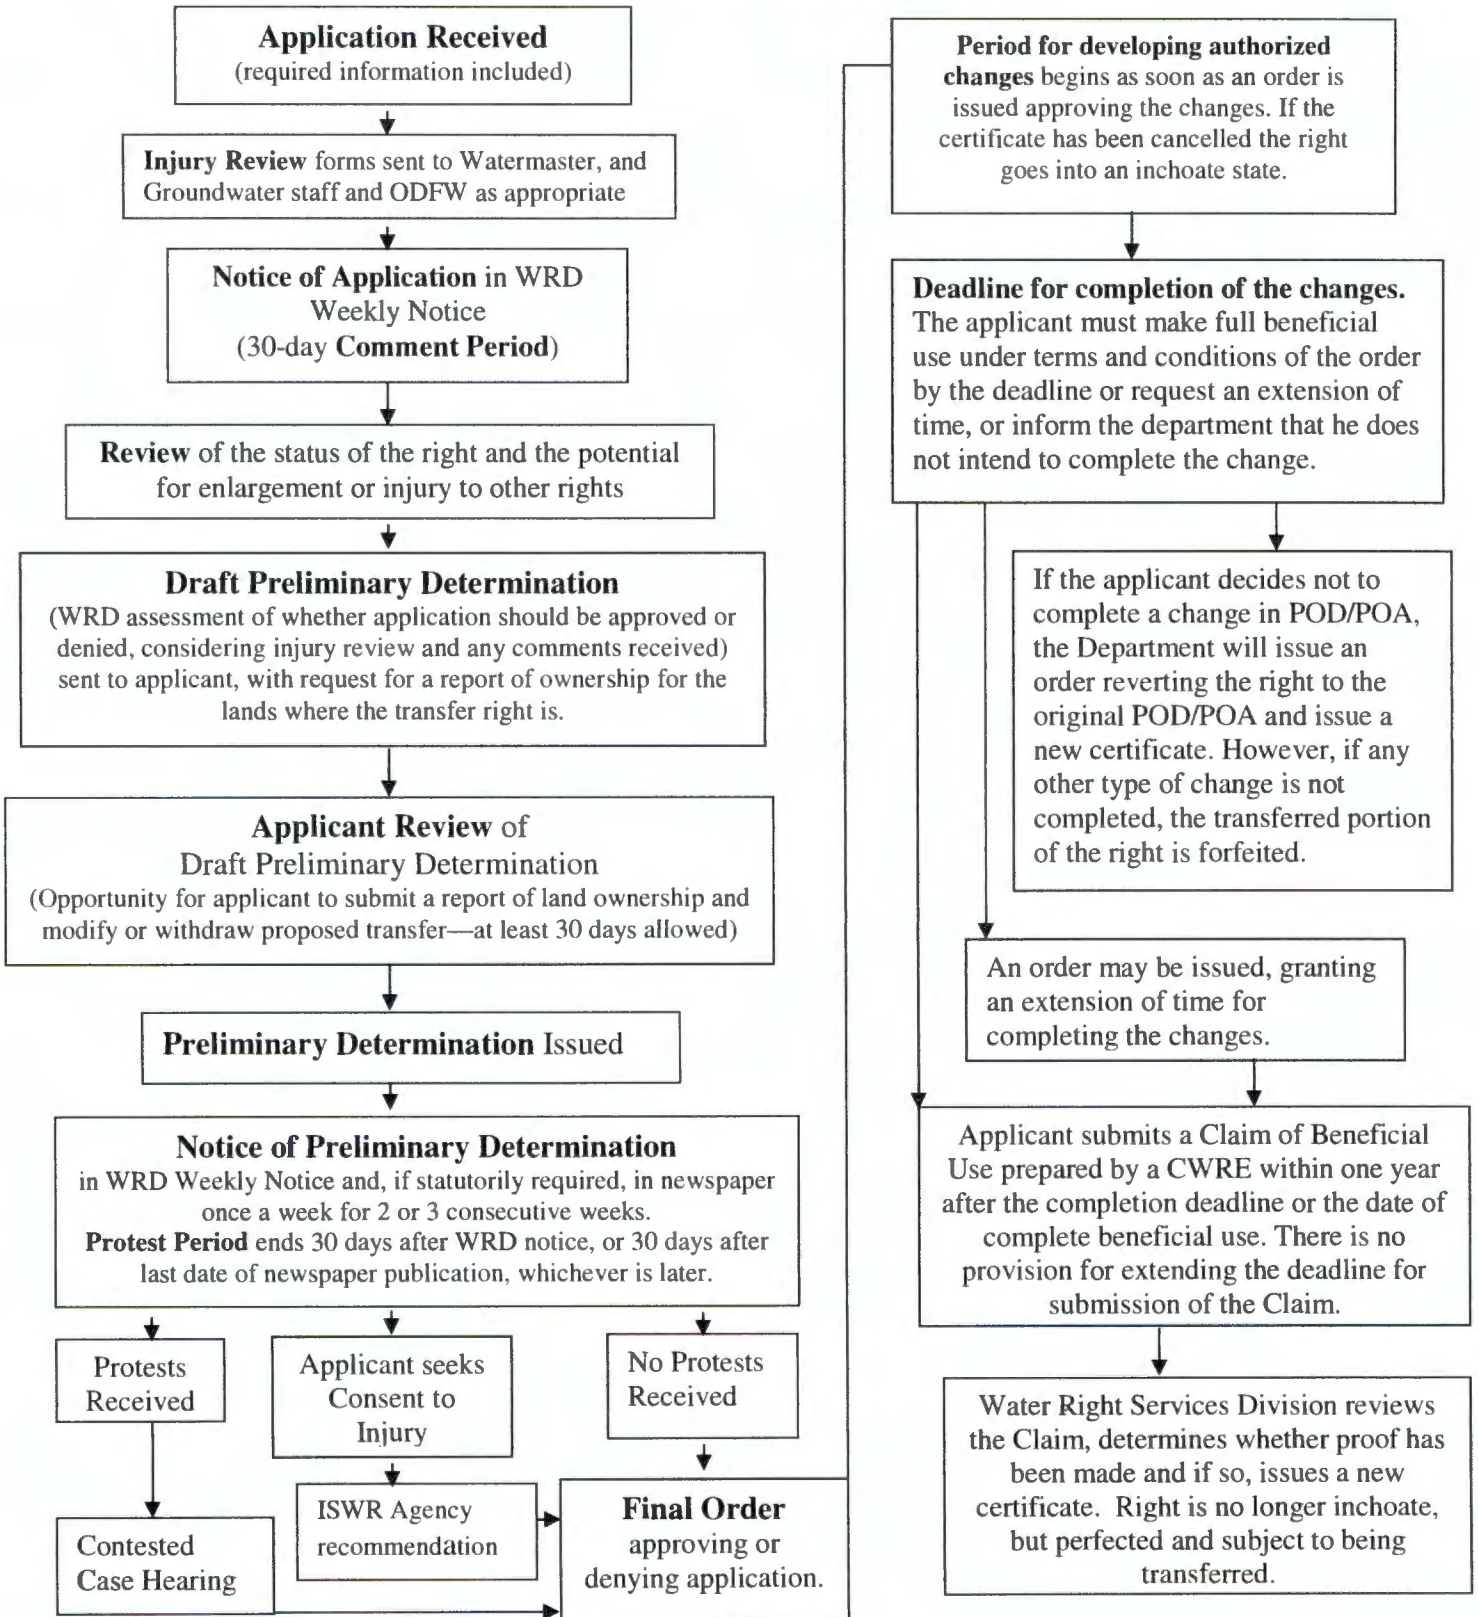 Application Received
(required information included)
Injury Review forms sent to Watermaster, and
Groundwater staff and ODFW as appropriate
Notice of Application in WRD
Weekly Notice
(30-day Comment Period)
Review of the status of the right and the potential
for enlargement or injury to other rights
Draft Preliminary Determination
(WRD assessment of whether application should be approved or
denied, considering injury review and any comments received)
sent to applicant, with request for a report of ownership for the
lands where the transfer right is.
Applicant Review of
Draft Preliminary Determination
(Opportunity for applicant to submit a report of land ownership and
modify or withdraw proposed transfer—at least 30 days allowed)
Preliminary Determination Issued
Notice of Preliminary Determination
in WRD Weekly Notice and, if statutorily required, in newspaper
once a week for 2 or 3 consecutive weeks.
Protest Period ends 30 days after WRD notice, or 30 days after
last date of newspaper publication, whichever is later.
Protests
Received
Applicant seeks
Consent to
Injury
No Protests
Received
Contested
Case Hearing
ISWR Agency
recommendation
Final Order
approving or
denying application.
Period for developing authorized
changes begins as soon as an order is
issued approving the changes. If the
certificate has been cancelled the right
goes into an inchoate state.
Deadline for completion of the changes.
The applicant must make full beneficial
use under terms and conditions of the order
by the deadline or request an extension of
time, or inform the department that he does
not intend to complete the change.
If the applicant decides not to
complete a change in POD/POA,
the Department will issue an
order reverting the right to the
original POD/POA and issue a
new certificate. However, if any
other type of change is not
completed, the transferred portion
of the right is forfeited.
An order may be issued, granting
an extension of time for
completing the changes.
Applicant submits a Claim of Beneficial
Use prepared by a CWRE within one year
after the completion deadline or the date of
complete beneficial use. There is no
provision for extending the deadline for
submission of the Claim.
Water Right Services Division reviews
the Claim, determines whether proof has
been made and if so, issues a new
certificate. Right is no longer inchoate,
but perfected and subject to being
transferred.